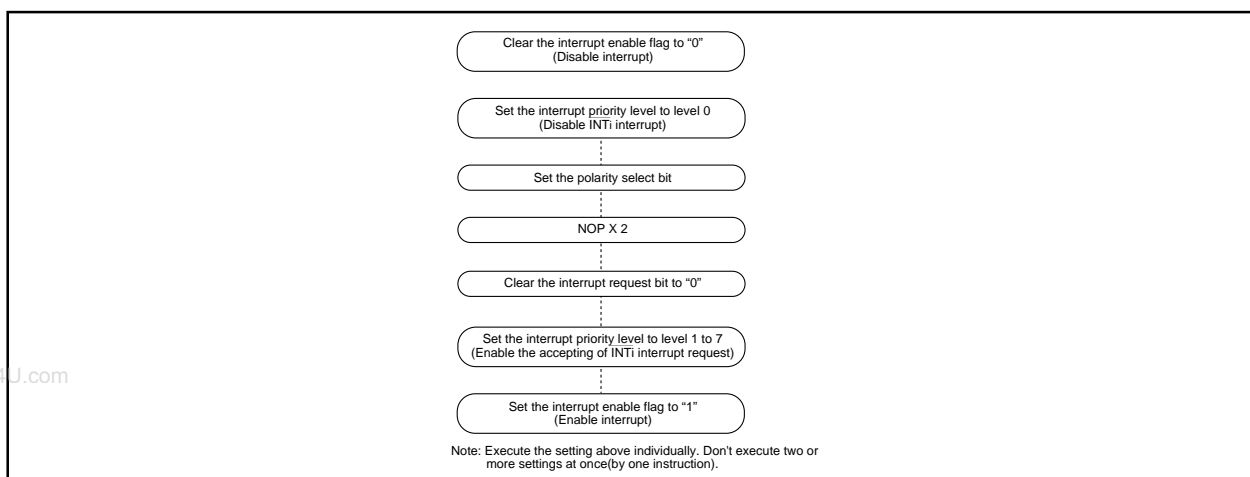 Clear the interrupt enable flag to “0”
(Disable interrupt)
Set the interrupt priority level to level 0
(Disable INTi interrupt)
Set the polarity select bit
NOP X 2
Clear the interrupt request bit to “0”
Set the interrupt priority level to level 1 to 7
(Enable the accepting of INTi interrupt request)
4U.com
Set the interrupt enable flag to “1”
(Enable interrupt)
Note: Execute the setting above individually. Don’t execute two or
more settings at once(by one instruction).